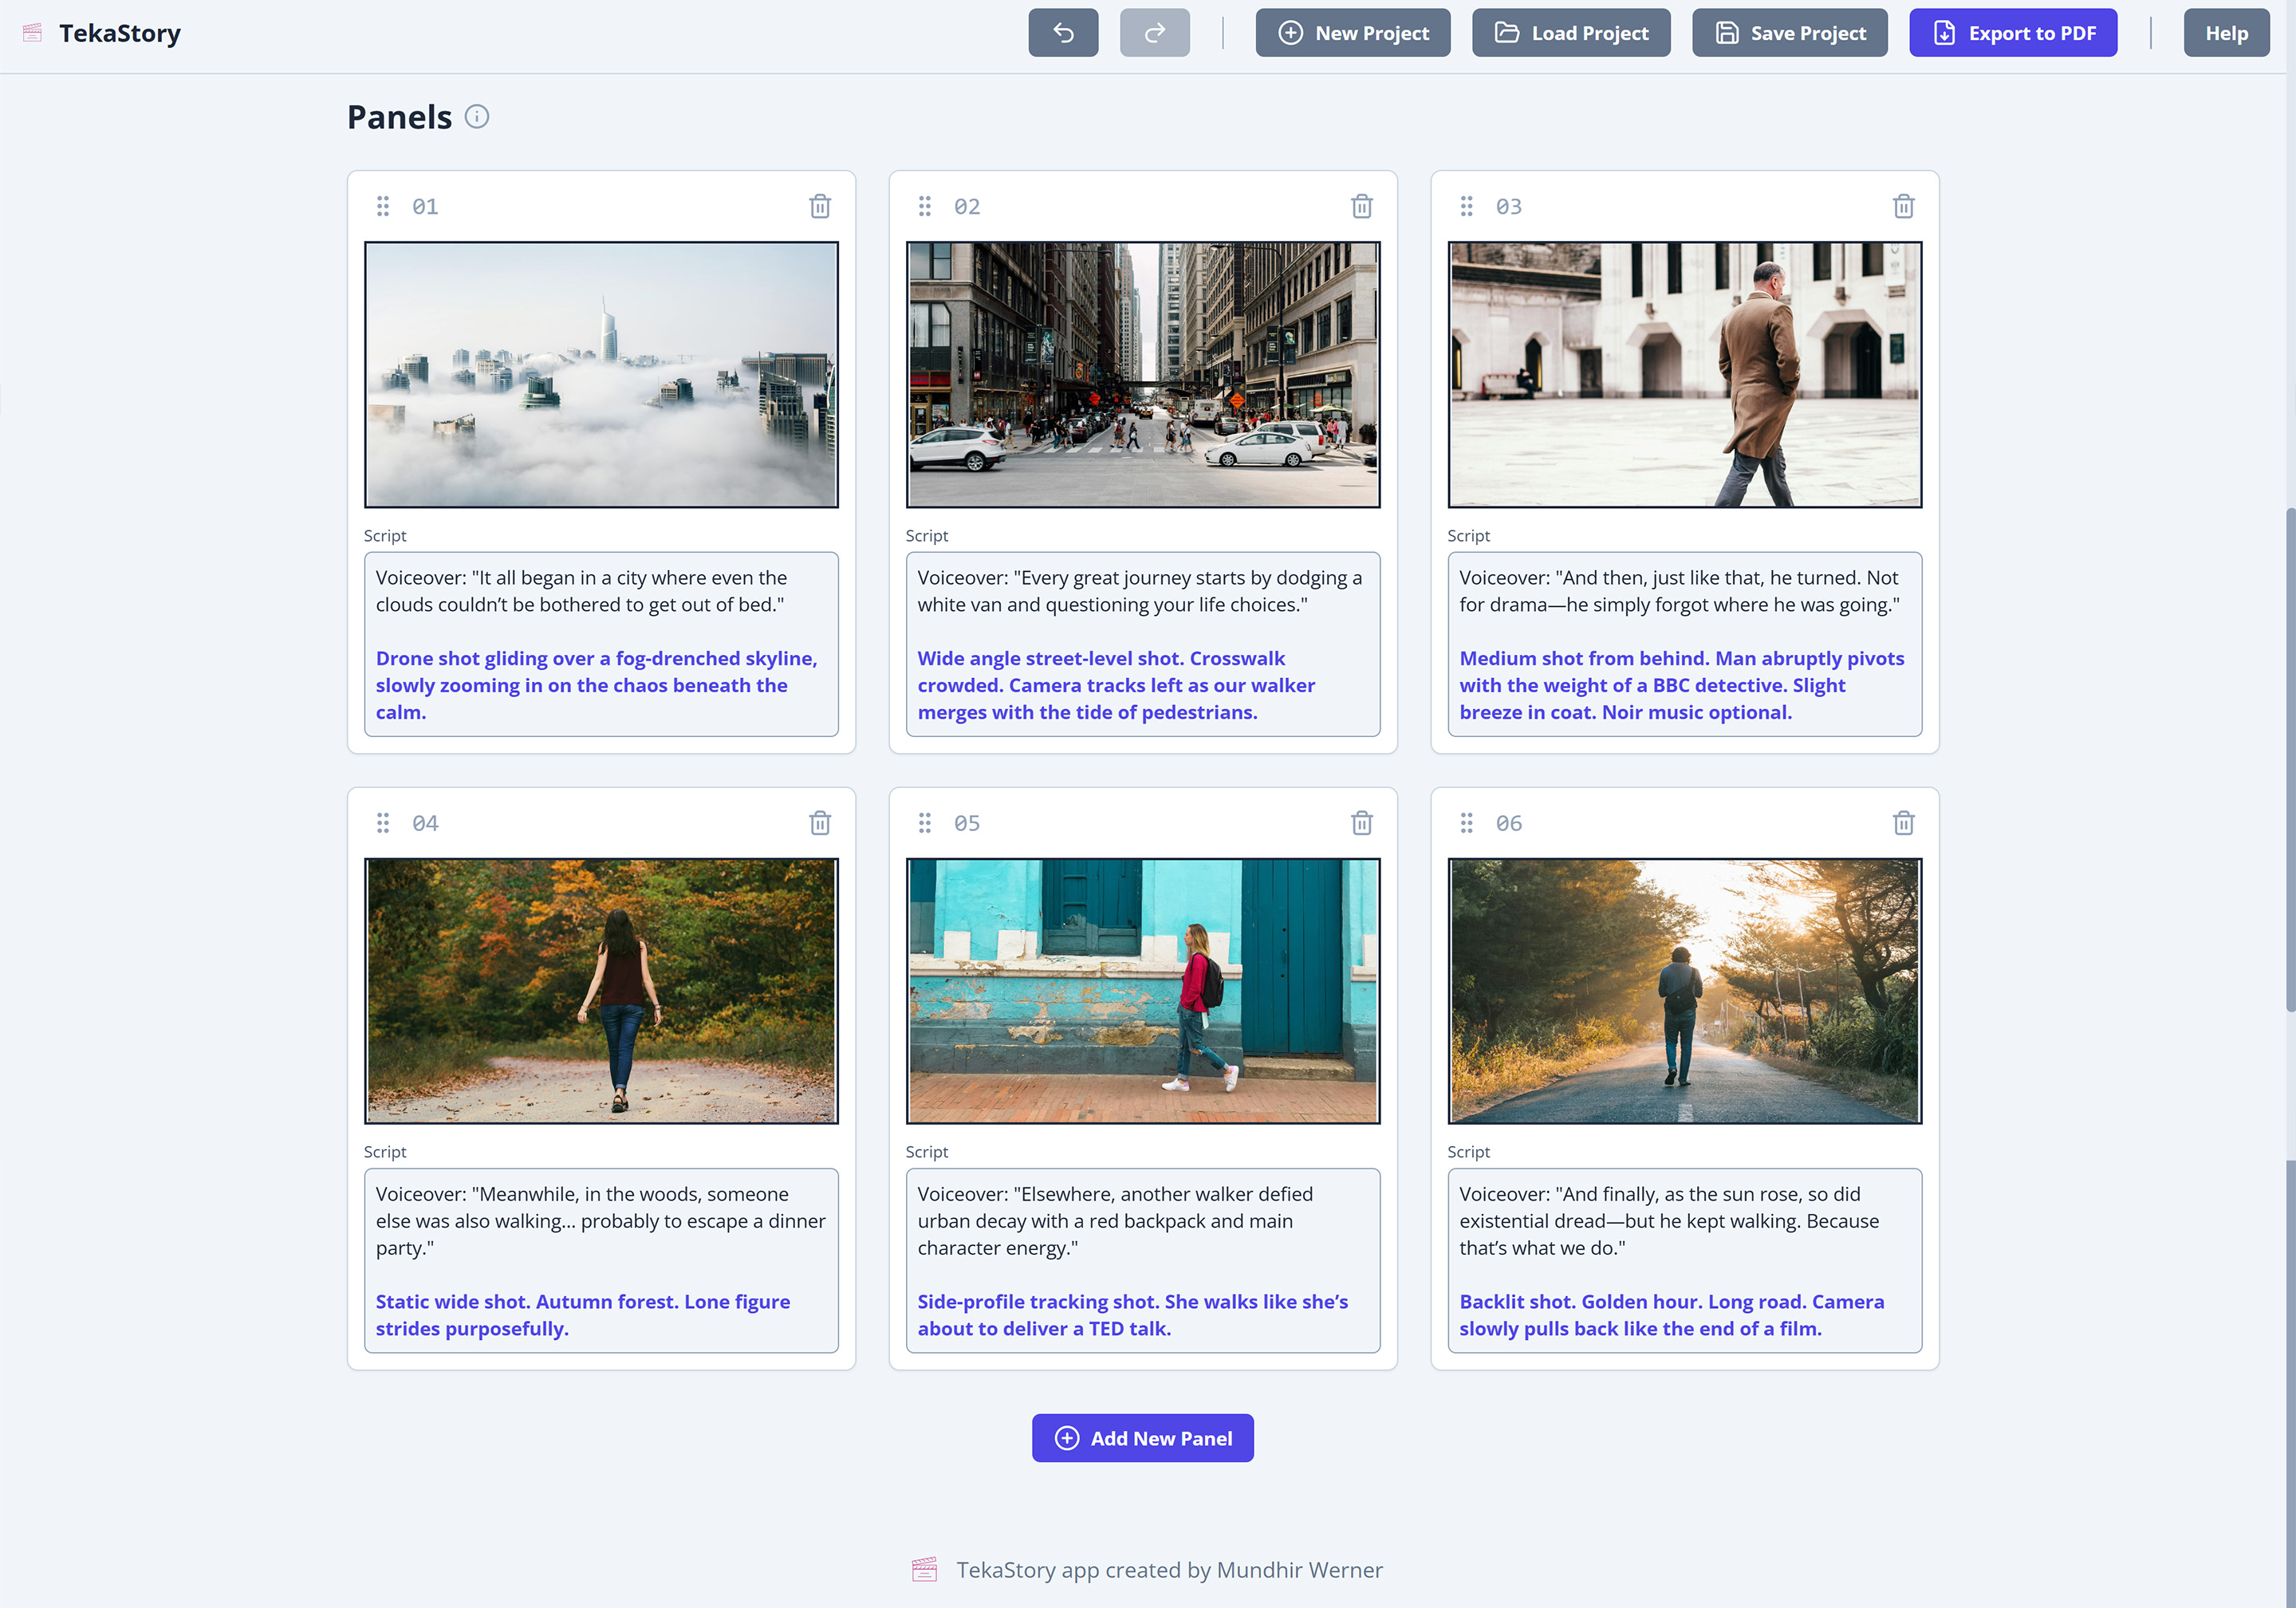 TekaStory
New Project
Load Project
Save Project
Export to PDF
Help
Panels
01
02
03
Script
Script
Script
Voiceover: "It all began in a city where even the
clouds couldn’t be bothered to get out of bed."
Drone shot gliding over a fog-drenched skyline,
slowly zooming in on the chaos beneath the
calm.
Voiceover: "Every great journey starts by dodging a
white van and questioning your life choices."
Wide angle street-level shot. Crosswalk
crowded. Camera tracks left as our walker
merges with the tide of pedestrians.
Voiceover: "And then, just like that, he turned. Not
for drama—he simply forgot where he was going."
Medium shot from behind. Man abruptly pivots
with the weight of a BBC detective. Slight
breeze in coat. Noir music optional.
04
05
06
Script
Script
Script
Voiceover: "Meanwhile, in the woods, someone
else was also walking... probably to escape a dinner
party."
Static wide shot. Autumn forest. Lone figure
strides purposefully.
Voiceover: "Elsewhere, another walker defied
urban decay with a red backpack and main
character energy."
Side-profile tracking shot. She walks like she’s
about to deliver a TED talk.
Voiceover: "And finally, as the sun rose, so did
existential dread—but he kept walking. Because
that’s what we do."
Backlit shot. Golden hour. Long road. Camera
slowly pulls back like the end of a film.
Add New Panel
TekaStory app created by Mundhir Werner